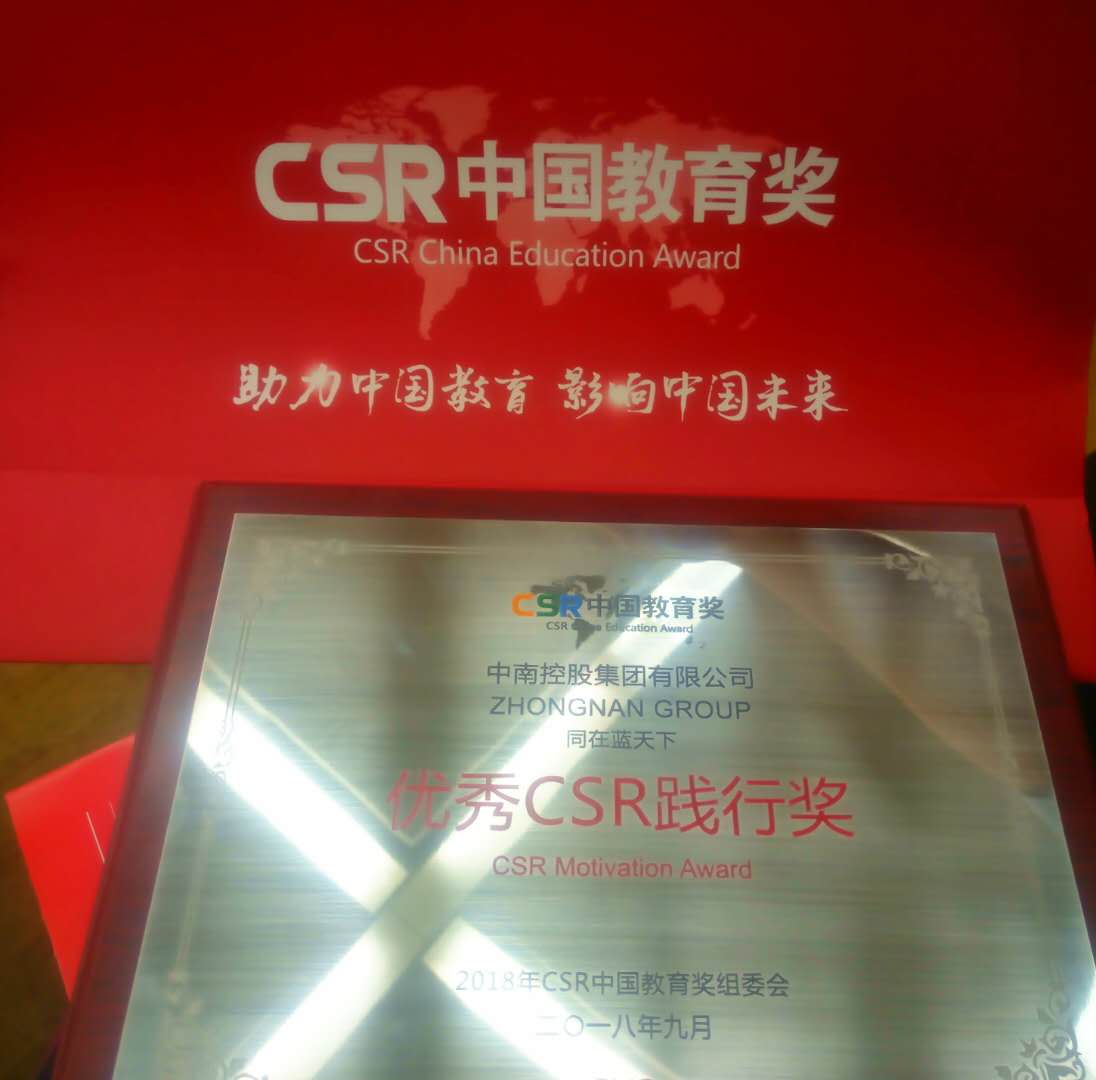 CSR中国教育奖
CSR China Education Award
助力中国教育 影响中国未来
CSR中国教育奖
CSR China Education Award
中南控股集团有限公司
ZHONGNAN GROUP
同在蓝天下
优秀CSR践行奖
CSR Motivation Award
2018年CSR中国教育奖组委会
二〇一八年九月